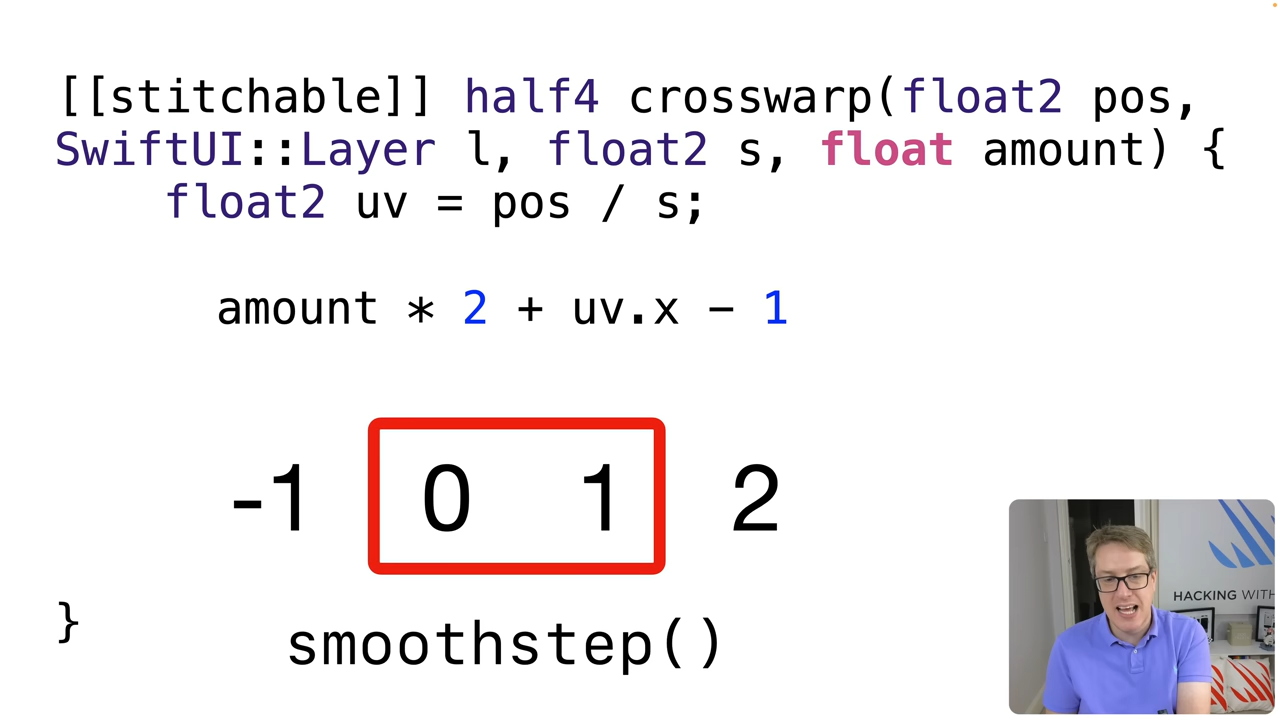 [[stitchable]] half4 crosswarp(float2 pos,
SwiftUI::Layer l, float2 s, float amount) {
float2 uv = pos / s;
amount * 2 + uv.x - 1
-1 0 1 2
}
smoothstep()
HACKING WITH